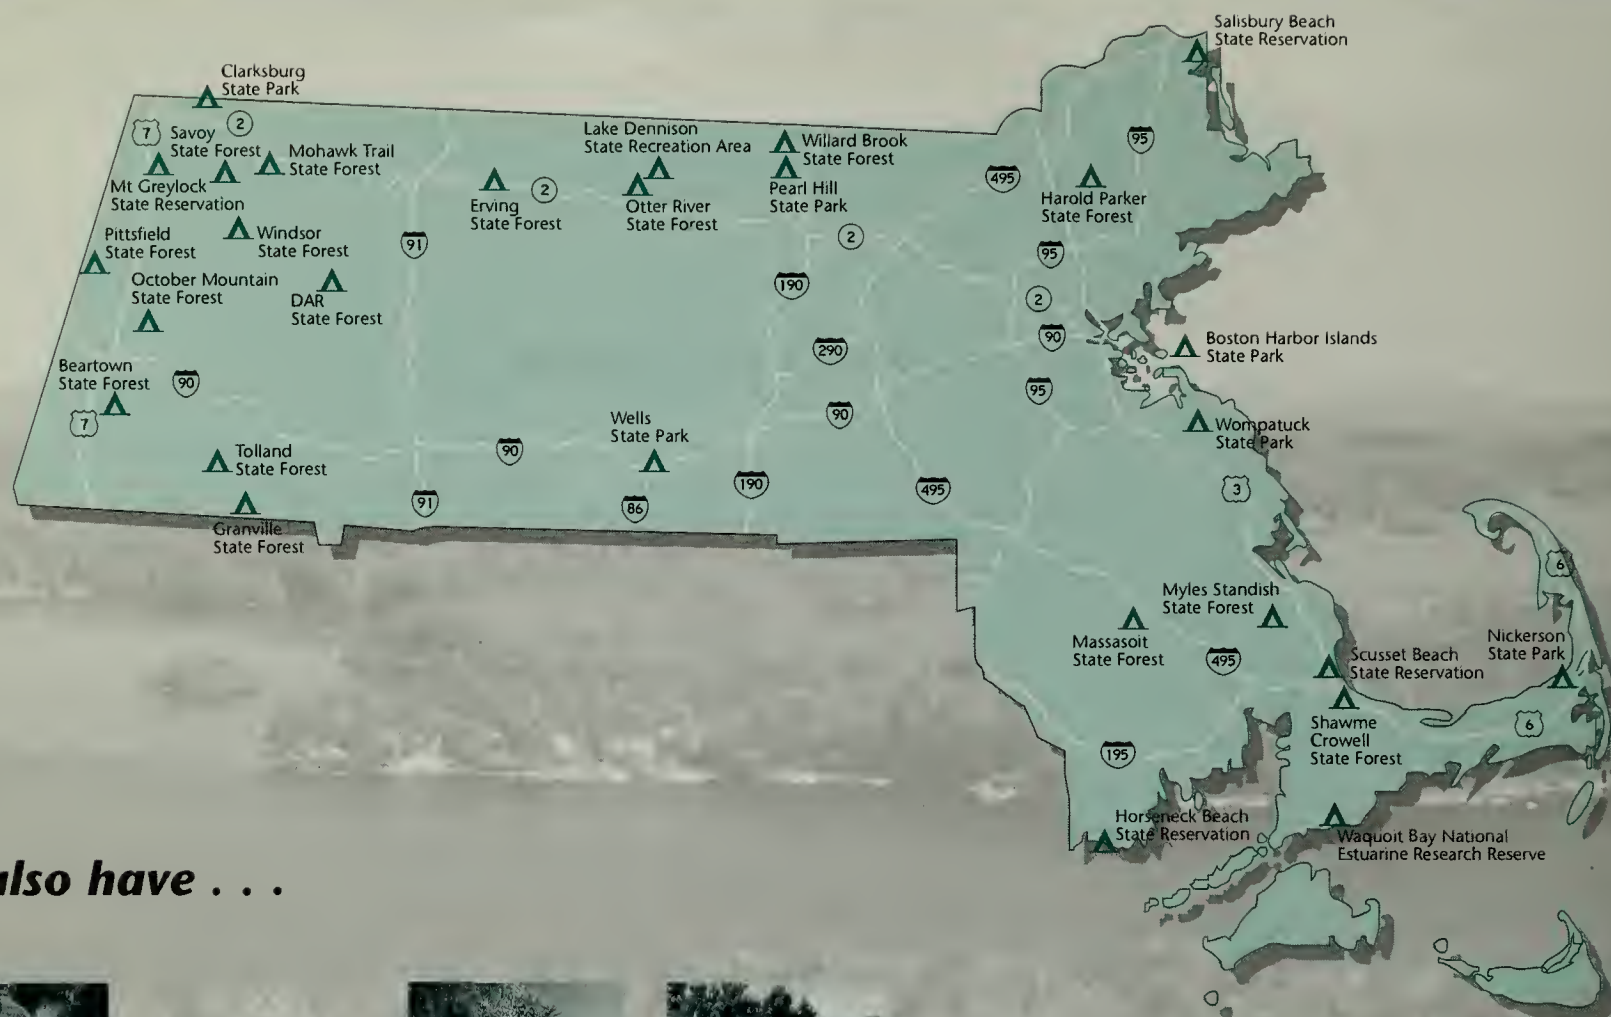 Salisbury Beach
State Reservation
Clarksburg
State Park
7
Savoy
State Forest
2
Mohawk Trail
State Forest
Mt Greylock
State Reservation
Lake Dennison
State Recreation Area
Willard Brook
State Forest
Pearl Hill
State Park
495
95
Harold Parker
State Forest
Erving
State Forest
2
Otter River
State Forest
Pittsfield
State Forest
Windsor
State Forest
91
2
95
October Mountain
State Forest
DAR
State Forest
190
2
90
Boston Harbor Islands
State Park
290
Beartown
State Forest
90
95
7
90
Wells
State Park
Wompatuck
State Park
Tolland
State Forest
90
190
495
3
91
86
Granville
State Forest
6
Myles Standish
State Forest
Massasoit
State Forest
495
Scusset Beach
State Reservation
Nickerson
State Park
Shawme
Crowell
State Forest
6
195
Horseneck Beach
State Reservation
Waquoit Bay National
Estuarine Research Reserve
also have . . .